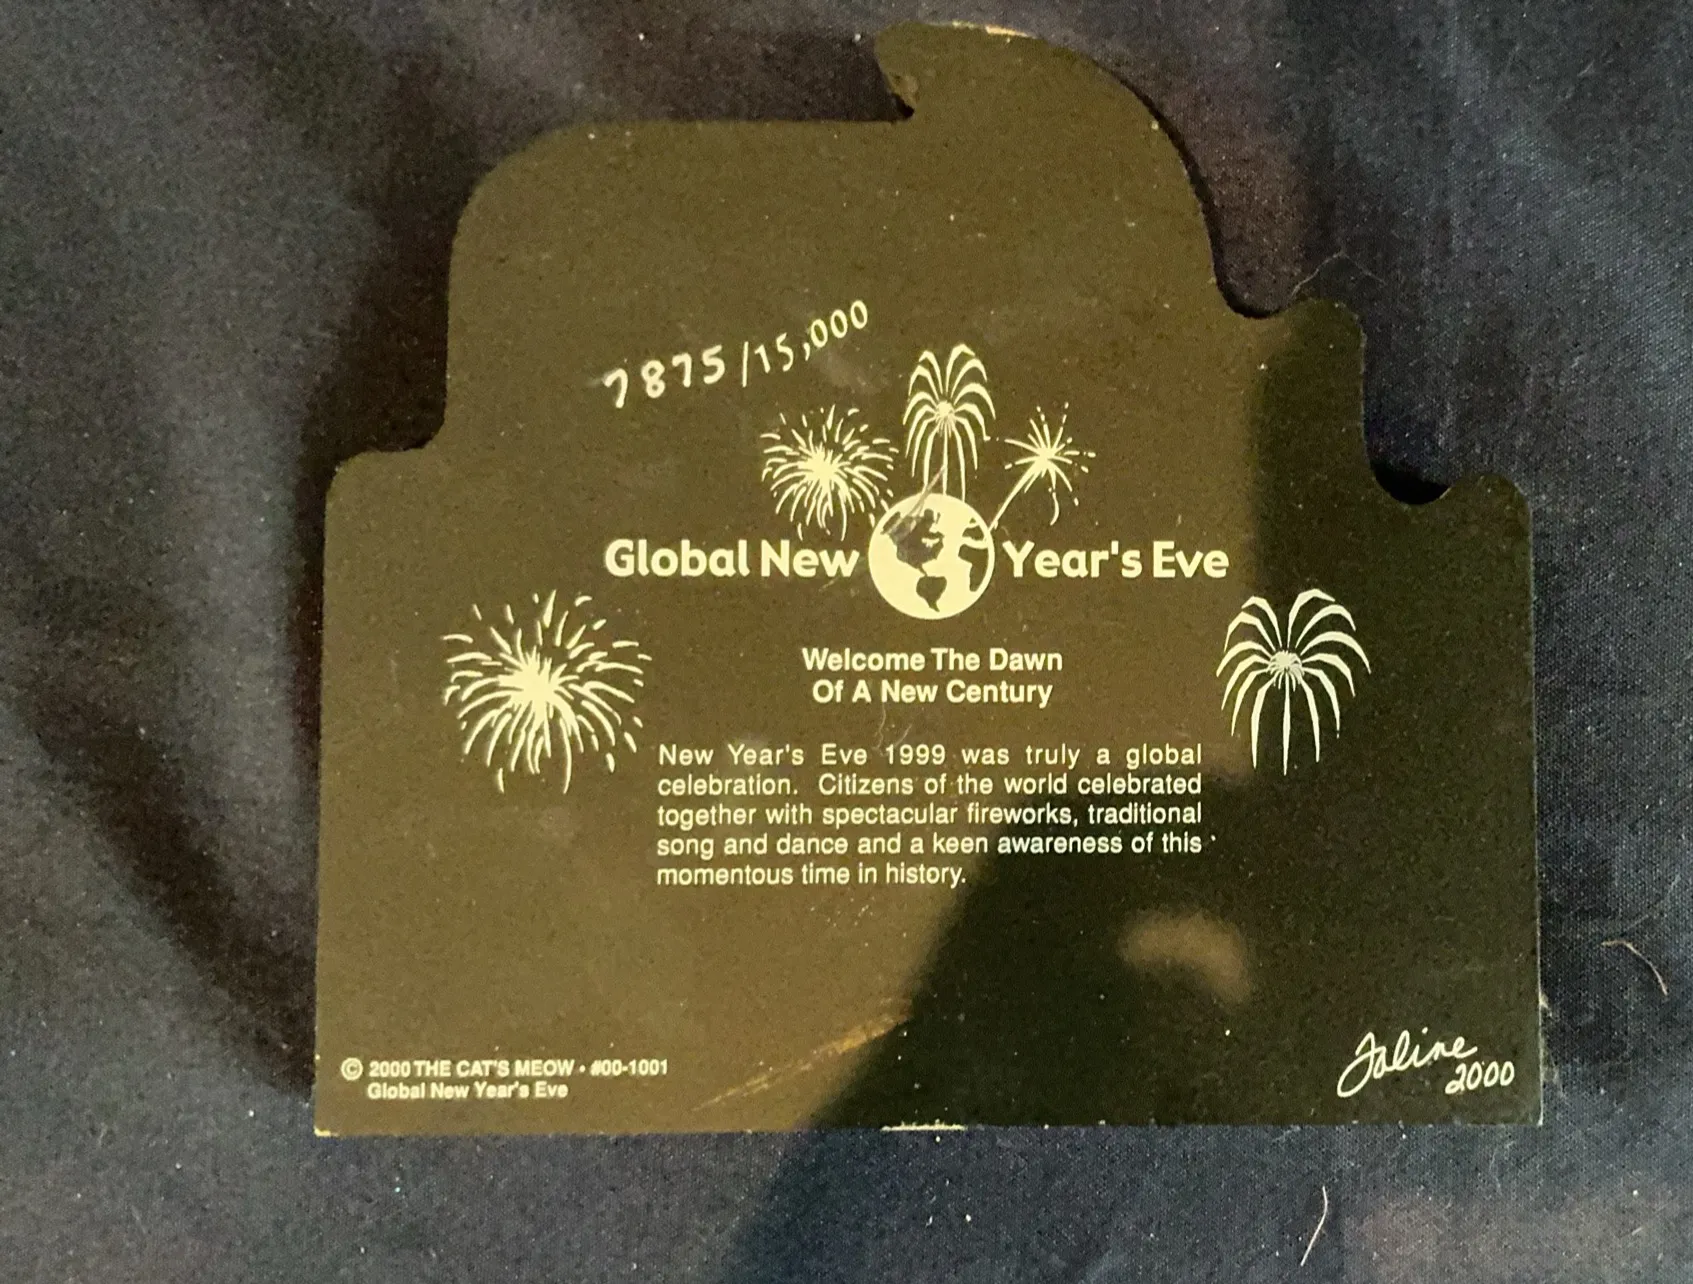 7875/15,000
Global New Year's Eve
Welcome The Dawn
Of A New Century
New Year's Eve 1999 was truly a global
celebration. Citizens of the world celebrated
together with spectacular fireworks, traditional
song and dance and a keen awareness of this
momentous time in history.
© 2000 THE CAT'S MEOW • #00-1001
Global New Year's Eve
Faline
2000